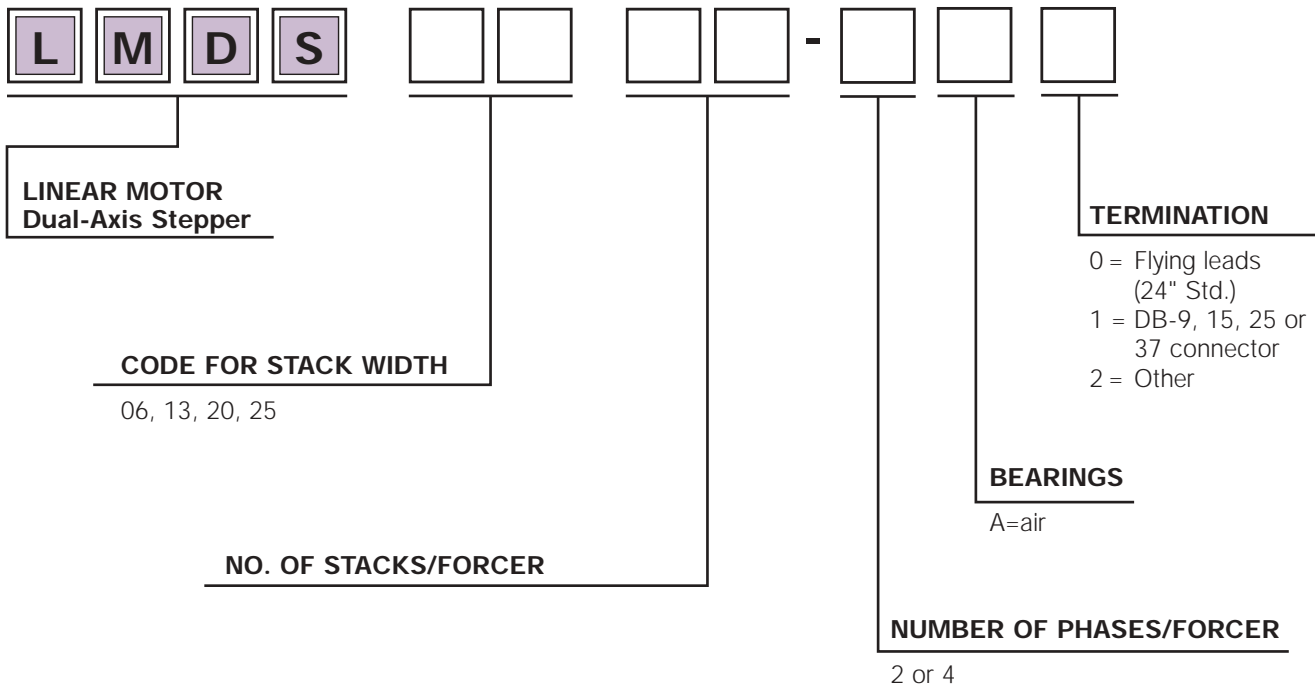 L M D S -
LINEAR MOTOR
Dual-Axis Stepper
TERMINATION
0 = Flying leads
(24" Std.)
1 = DB-9, 15, 25 or
37 connector
2 = Other
CODE FOR STACK WIDTH
06, 13, 20, 25
BEARINGS
A=air
NO. OF STACKS/FORCER
NUMBER OF PHASES/FORCER
2 or 4